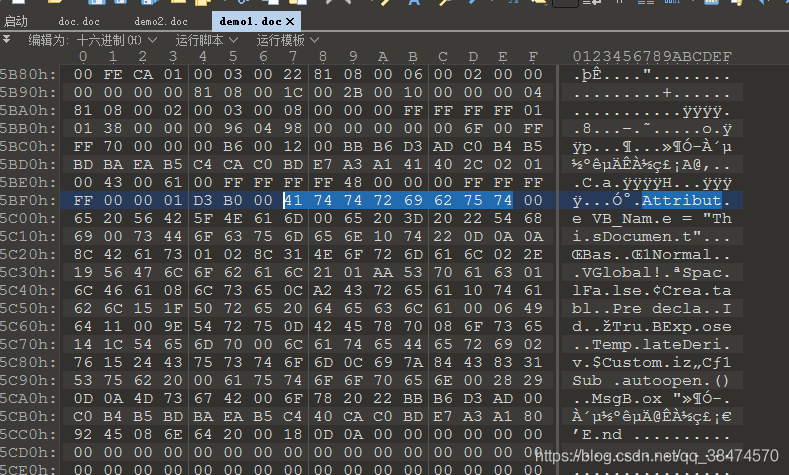 启动 doc.doc demo2.doc demo1.doc ×
编辑为: 十六进制(H) 运行脚本 运行模板
0 1 2 3 4 5 6 7 8 9 A B C D E F 0123456789ABCDEF
5B80h: 00 FE CA 01 00 03 00 22 81 08 00 06 00 02 00 00 .þÊ...."........
5B90h: 00 00 00 00 81 08 00 1C 00 2B 00 10 00 00 00 04 .........+......
5BA0h: 81 08 00 02 00 03 00 08 00 00 00 FF FF FF FF 01 ...........ÿÿÿÿ.
5BB0h: 01 38 00 00 00 96 04 98 00 00 00 00 6F 00 FF .8...–.˜....o.ÿ
5BC0h: FF 70 00 00 00 B6 00 12 00 BB B6 D3 AD C0 B4 B5 ÿp...¶...»¶Ó-À´µ
5BD0h: BD BA EA B5 C4 CA C0 BD E7 A3 A1 41 40 2C 02 01 ½ºêµÄÊÀ½ç£¡A@,..
5BE0h: 00 43 00 61 00 FF FF FF FF 48 00 00 00 FF FF FF .C.a.ÿÿÿÿH...ÿÿÿ
5BF0h: FF 00 00 01 D3 B0 00 41 74 74 72 69 62 75 74 00 ÿ...Ó°.Attribut.
5C00h: 65 20 56 42 5F 4E 61 6D 00 65 20 3D 20 22 54 68 e VB_Nam.e = "Th
5C10h: 69 00 73 44 6F 63 75 6D 65 6E 10 74 22 0D 0A 0A i.sDocumen.t"...
5C20h: 8C 42 61 73 01 02 8C 31 4E 6F 72 6D 61 6C 02 2E ŒBas..Œ1Normal..
5C30h: 19 56 47 6C 6F 62 61 6C 21 01 AA 53 70 61 63 01 .VGlobal!.ªSpac.
5C40h: 6C 46 61 08 6C 73 65 0C A2 43 72 65 61 10 74 61 lFa.lse.¢Crea.ta
5C50h: 62 6C 15 1F 50 72 65 20 64 65 63 6C 61 00 06 49 bl..Pre decla..I
5C60h: 64 11 00 9E 54 72 75 0D 42 45 78 70 08 6F 73 65 d..žTru.BExp.ose
5C70h: 14 1C 54 65 6D 70 00 6C 61 74 65 44 65 72 69 02 ..Temp.lateDeri.
5C80h: 76 15 24 43 75 73 74 6F 6D 0C 69 7A 84 43 83 31 v.$Custom.iz„Cƒ1
5C90h: 53 75 62 20 00 61 75 74 6F 6F 70 65 6E 00 28 29 Sub .autoopen.()
5CA0h: 0D 0A 4D 73 67 42 00 6F 78 20 22 BB B6 D3 AD 00 ..MsgB.ox "»¶Ó-.
5CB0h: C0 B4 B5 BD BA EA B5 C4 40 CA C0 BD E7 A3 A1 80 À´µ½ºêµÄ@ÊÀ½ç£¡€
5CC0h: 92 45 08 6E 64 20 00 00 18 0D 0A 00 00 00 00 00 ’E.nd ..........
5CD0h: 00 00 00 00 00 00 00 00 00 00 00 00 00 00 00 00
5CE0h: 00 00 00 00 00 00 00 00 00 00 00 00 00 00 00 00
https://blog.csdn.net/qq_38474570